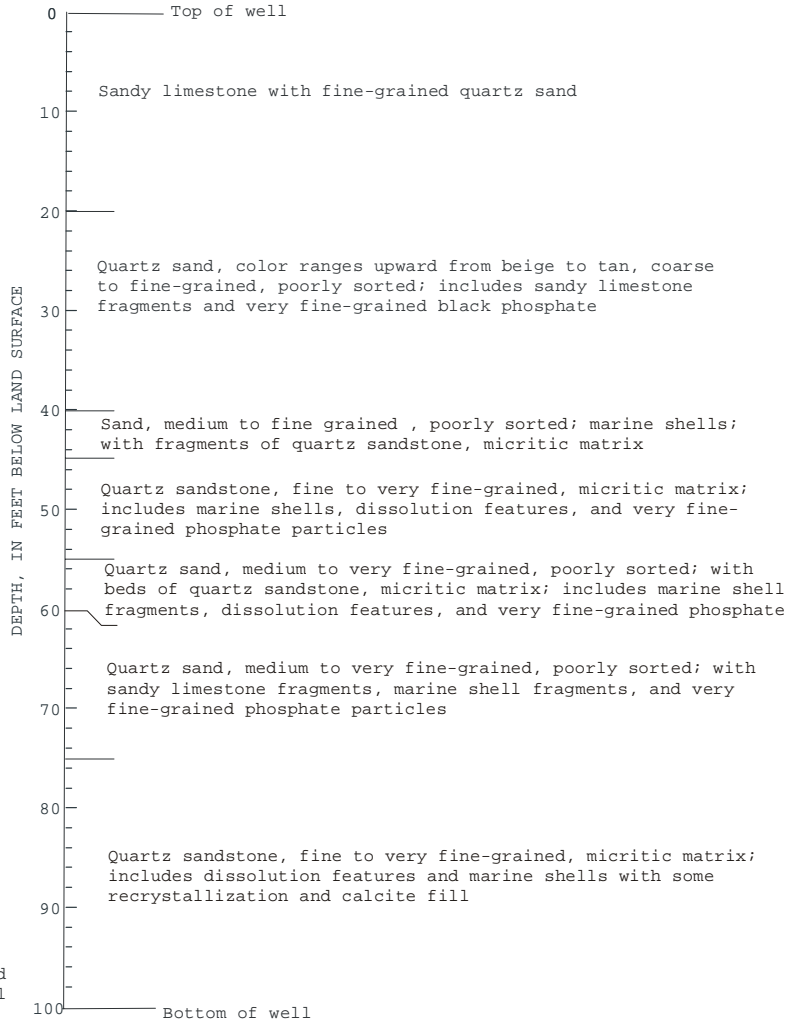 0
Top of well
Sandy limestone with fine-grained quartz sand
10
20
Quartz sand, color ranges upward from beige to tan, coarse
to fine-grained, poorly sorted; includes sandy limestone
fragments and very fine-grained black phosphate
30
DEPTH, IN FEET BELOW LAND SURFACE
40
Sand, medium to fine grained , poorly sorted; marine shells;
with fragments of quartz sandstone, micritic matrix
Quartz sandstone, fine to very fine-grained, micritic matrix;
50
includes marine shells, dissolution features, and very fine-
grained phosphate particles
Quartz sand, medium to very fine-grained, poorly sorted; with
beds of quartz sandstone, micritic matrix; includes marine shell
60
fragments, dissolution features, and very fine-grained phosphate
Quartz sand, medium to very fine-grained, poorly sorted; with
sandy limestone fragments, marine shell fragments, and very
70
fine-grained phosphate particles
80
Quartz sandstone, fine to very fine-grained, micritic matrix;
includes dissolution features and marine shells with some
recrystallization and calcite fill
90
100
Bottom of well